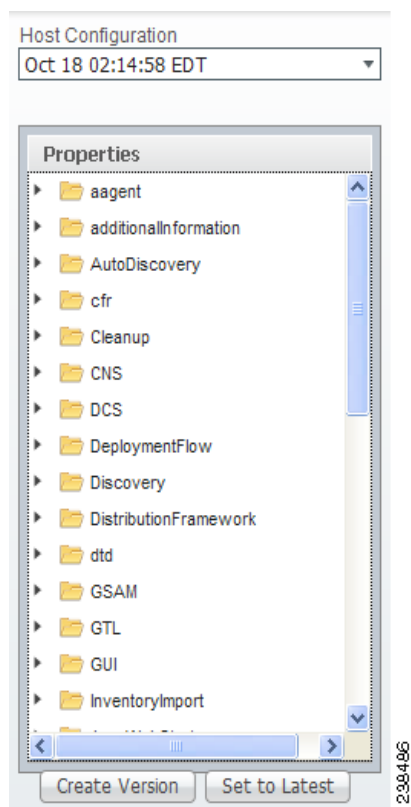 Host Configuration
Oct 18 02:14:58 EDT
Properties
aagent
additionalInformation
AutoDiscovery
cfr
Cleanup
CNS
DCS
DeploymentFlow
Discovery
DistributionFramework
dtd
GSAM
GTL
GUI
InventoryImport
Create Version
Set to Latest
238486